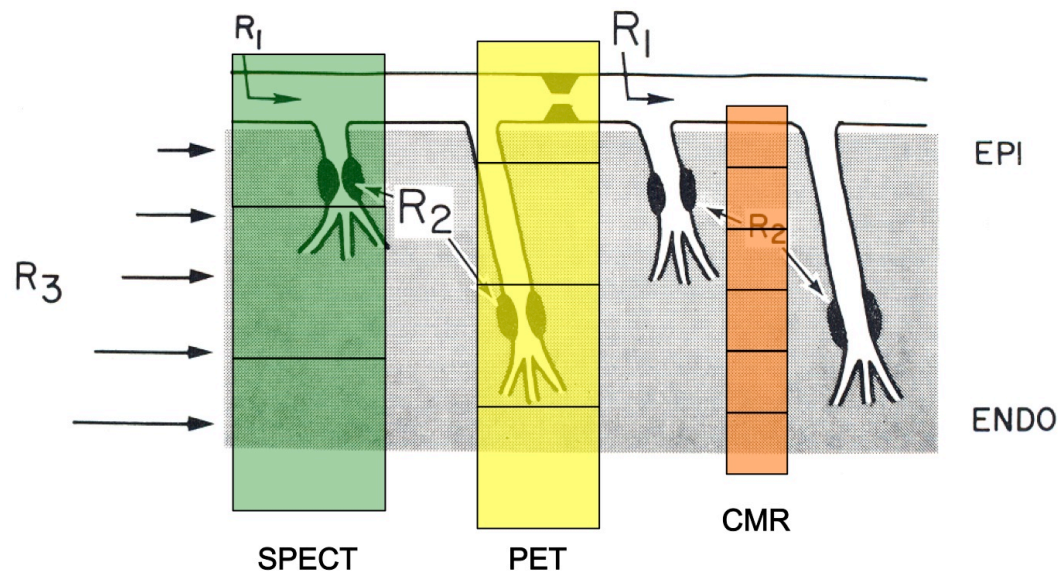 R1
R1
EPI
R2
R2
R3
ENDO
CMR
SPECT
PET